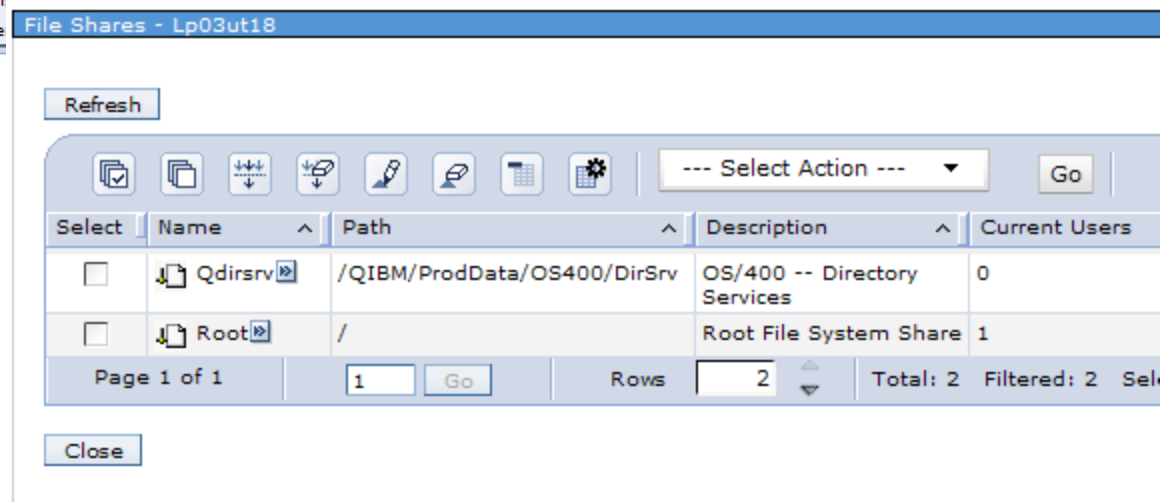 File Shares - Lp03ut18
Refresh
--- Select Action --- Go
Select Name Path Description Current Users
Qdirsrv /QIBM/ProdData/OS400/DirSrv OS/400 -- Directory 0
Services
Root / Root File System Share 1
Page 1 of 1 1 Go Rows 2 Total: 2 Filtered: 2
Close